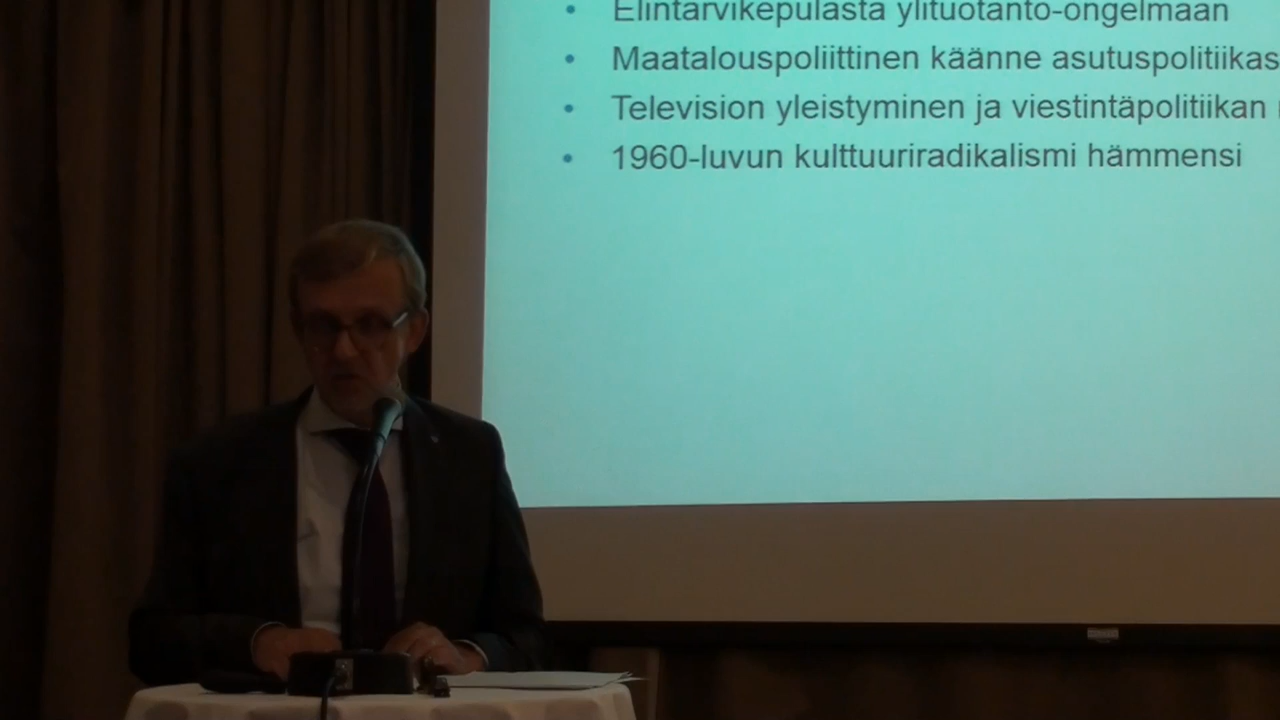 Elintarvikepulasta ylituotanto-ongelmaan
Maatalouspoliittinen käänne asutuspolitiikas
Television yleistyminen ja viestintäpolitiikan
1960-luvun kulttuuriradikalismi hämmensi